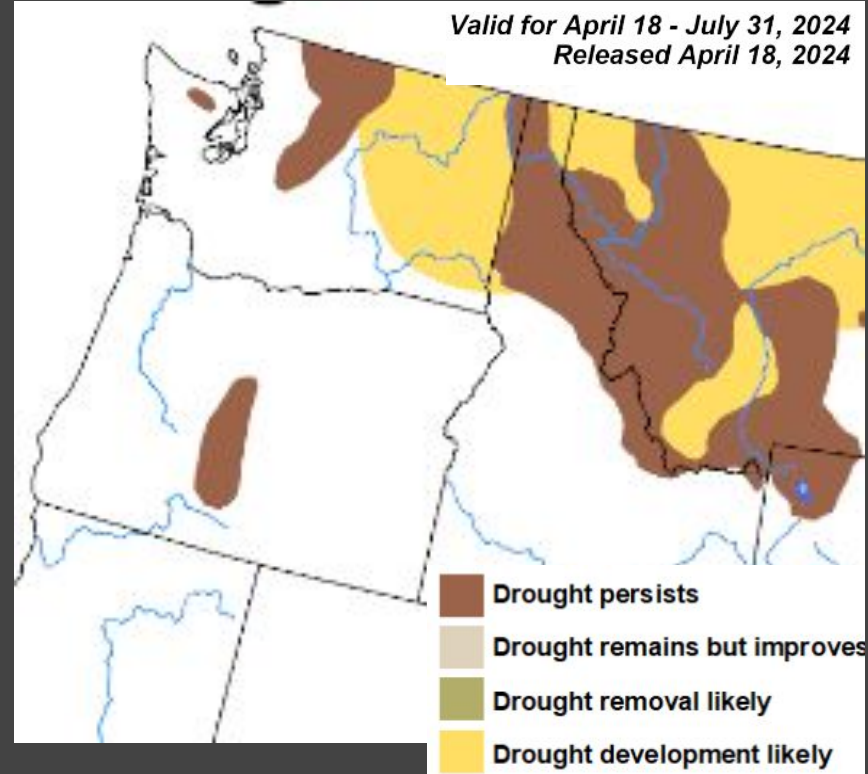 Valid for April 18 - July 31, 2024
Released April 18, 2024
Drought persists
Drought remains but improves
Drought removal likely
Drought development likely